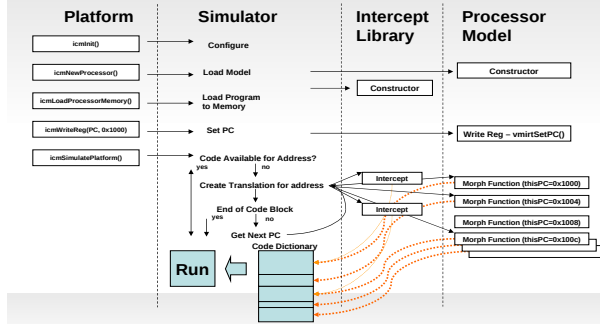 Platform
Simulator
Intercept
Library
Processor
Model
icmInit()
Configure
icmNewProcessor()
Load Model
Constructor
Constructor
icmLoadProcessorMemory()
Load Program
to Memory
icmWriteReg(PC, 0x1000)
Set PC
Write Reg – vmirtSetPC()
icmSimulatePlatform()
Code Available for Address?
yes
no
Create Translation for address
Intercept
Morph Function (thisPC=0x1000)
Morph Function (thisPC=0x1004)
End of Code Block
Intercept
yes
no
Morph Function (thisPC=0x1008)
Get Next PC
Morph Function (thisPC=0x100c)
Code Dictionary
Run